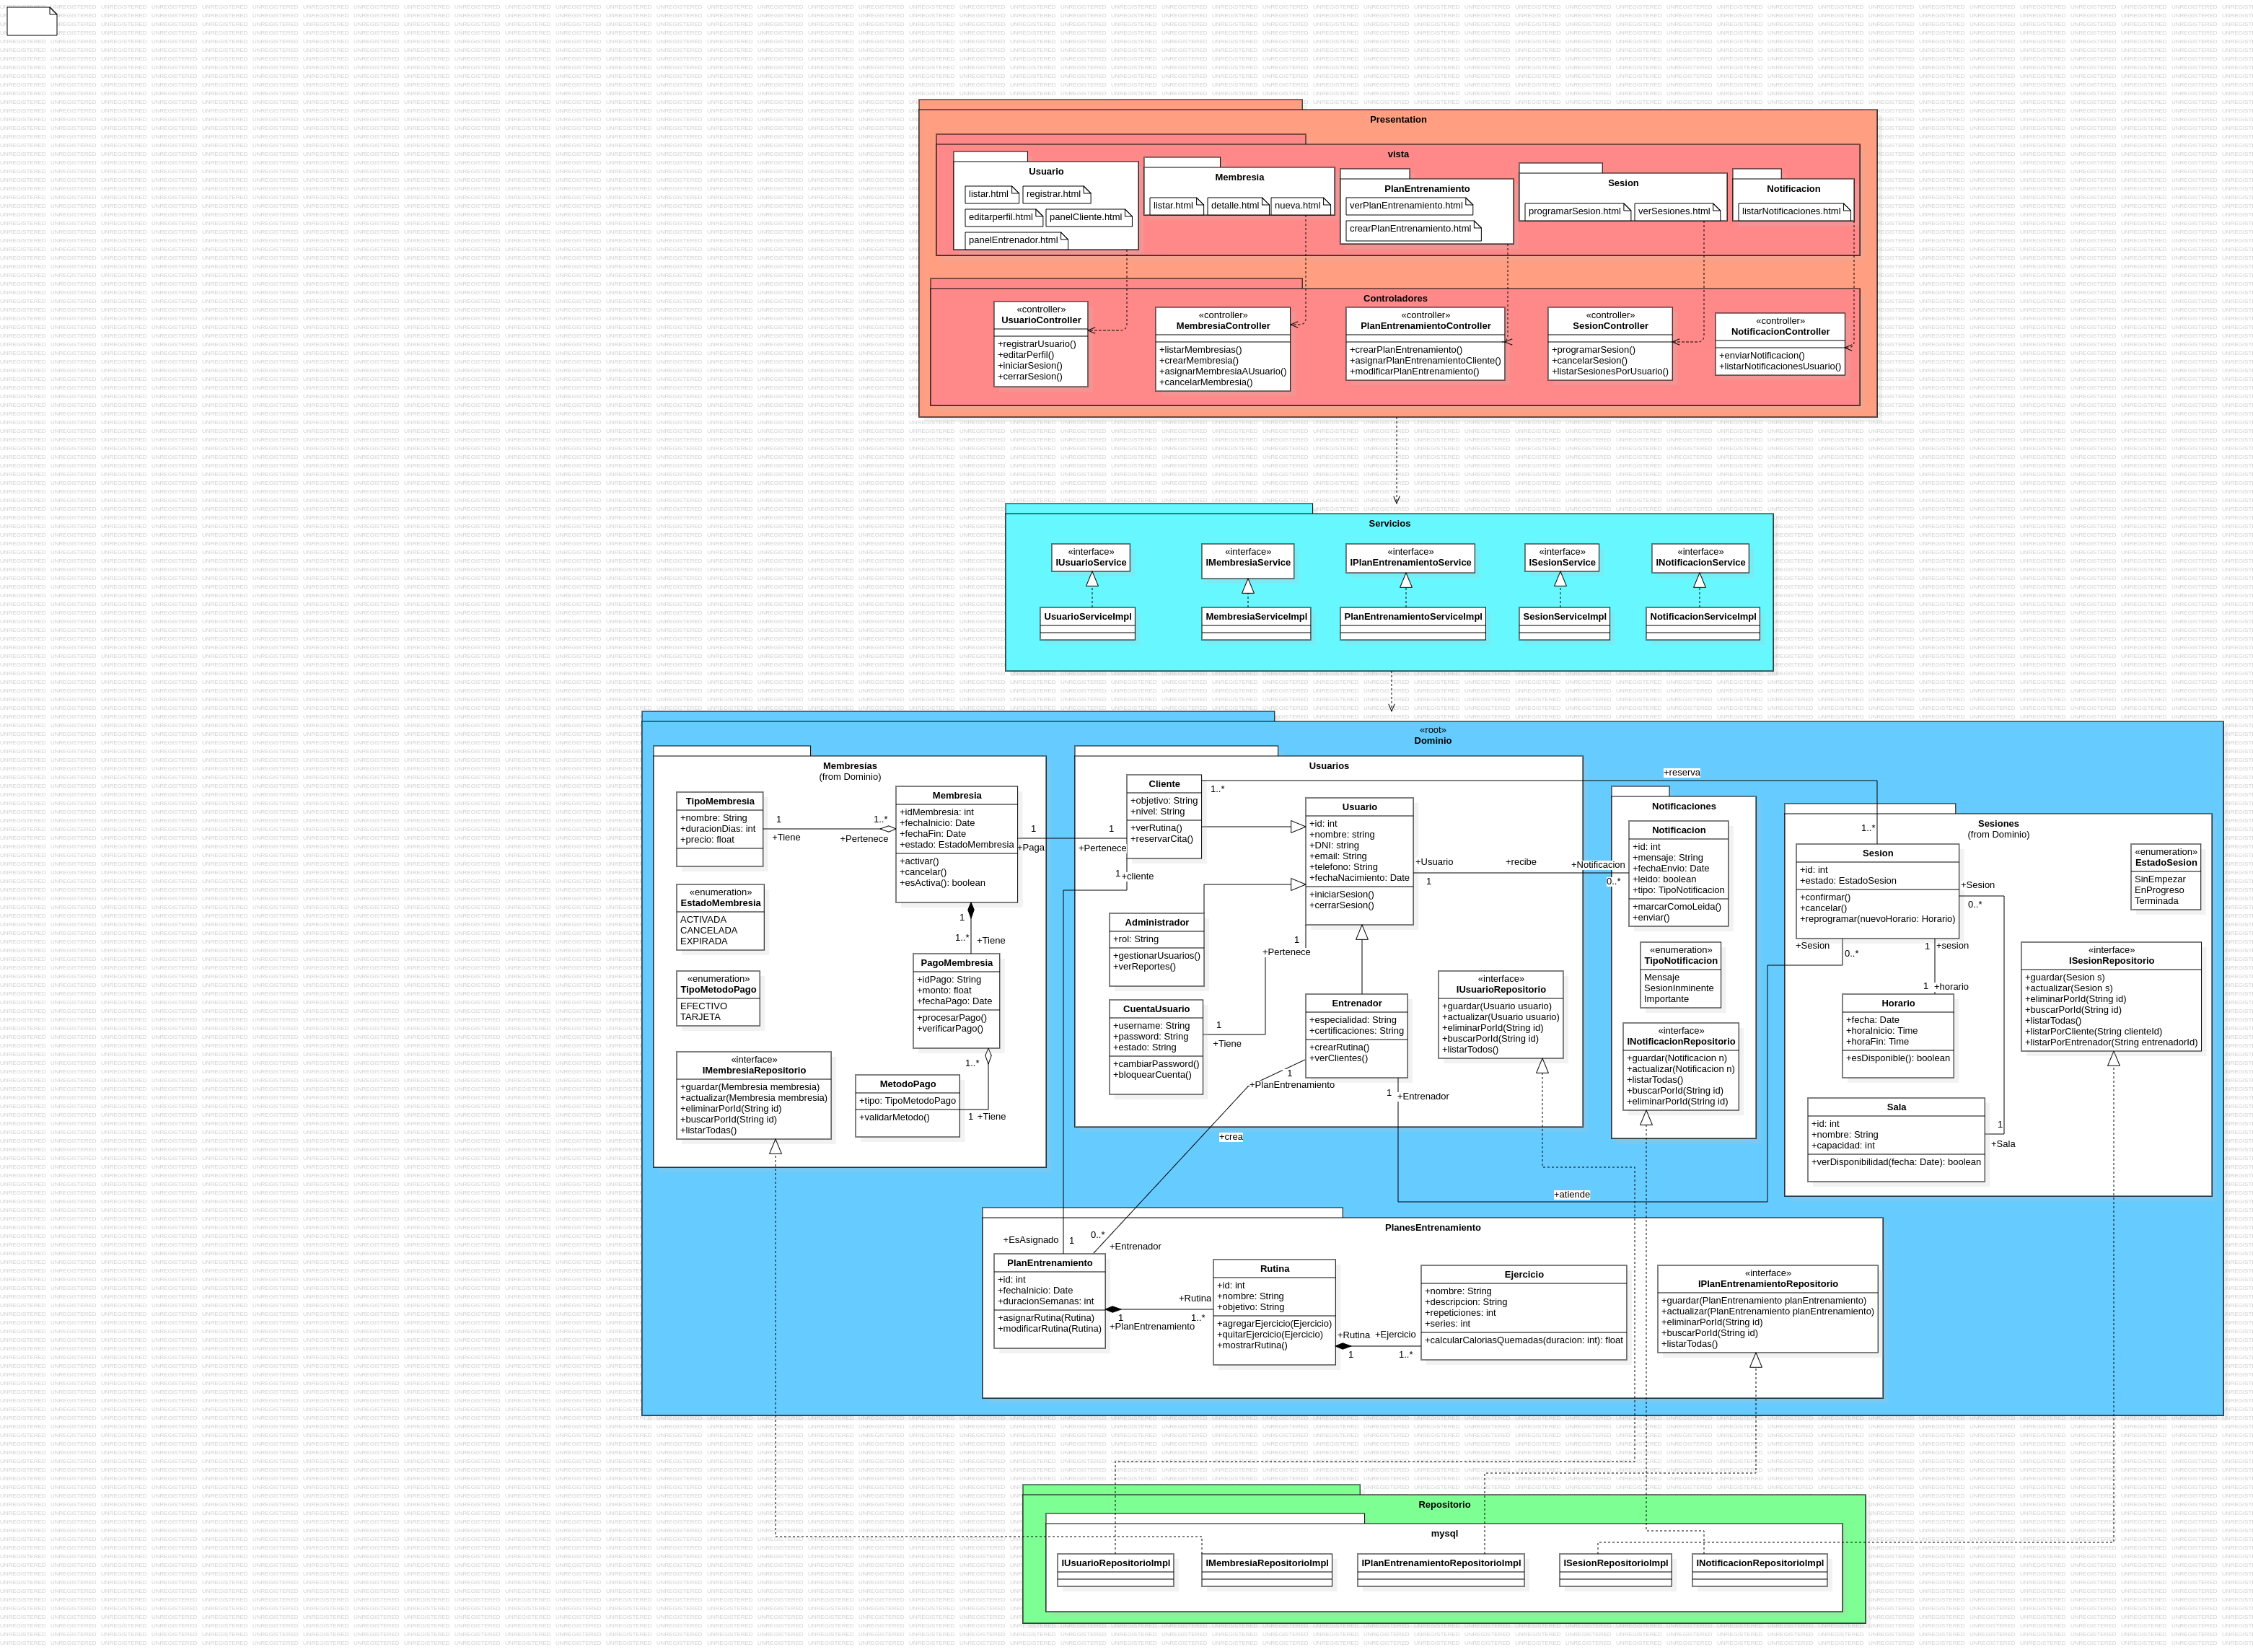 Presentation
vista
Usuario
listar.html
registrar.html
editarperfil.html
panelCliente.html
panelEntrenador.html
Membresia
listar.html
detalle.html
nueva.html
PlanEntrenamiento
verPlanEntrenamiento.html
crearPlanEntrenamiento.html
Sesion
programarSesion.html
verSesiones.html
Notificacion
listarNotificaciones.html
Controladores
«controller»
UsuarioController
+registrarUsuario()
+editarPerfil()
+iniciarSesion()
+cerrarSesion()
«controller»
MembresiaController
+listarMembresias()
+crearMembresia()
+asignarMembresiaAUsuario()
+cancelarMembresia()
«controller»
PlanEntrenamientoController
+crearPlanEntrenamiento()
+asignarPlanEntrenamientoCliente()
+modificarPlanEntrenamiento()
«controller»
SesionController
+programarSesion()
+cancelarSesion()
+listarSesionesPorUsuario()
«controller»
NotificacionController
+enviarNotificacion()
+listarNotificacionesUsuario()
Servicios
«interface»
IUsuarioService
«interface»
IMembresiaService
«interface»
IPlanEntrenamientoService
«interface»
ISesionService
«interface»
INotificacionService
UsuarioServiceImpl
MembresiaServiceImpl
PlanEntrenamientoServiceImpl
SesionServiceImpl
NotificacionServiceImpl
«root»
Dominio
Membresías
(from Dominio)
TipoMembresia
+nombre: String
+duracionDias: int
+precio: float
1
+Tiene
1..*
+Pertenece
Membresia
+idMembresia: int
+fechaInicio: Date
+fechaFin: Date
+estado: EstadoMembresia
+activar()
+cancelar()
+esActiva(): boolean
«enumeration»
EstadoMembresia
ACTIVADA
CANCELADA
EXPIRADA
1
1..*
+Tiene
«enumeration»
TipoMetodoPago
EFECTIVO
TARJETA
PagoMembresia
+idPago: String
+monto: float
+fechaPago: Date
+procesarPago()
+verificarPago()
«interface»
IMembresiaRepositorio
+guardar(Membresia membresia)
+actualizar(Membresia membresia)
+eliminarPorId(String id)
+buscarPorId(String id)
+listarTodas()
1..*
MetodoPago
+tipo: TipoMetodoPago
+validarMetodo()
1
+Tiene
1
+Paga
1
+Pertenece
Usuarios
Cliente
+objetivo: String
+nivel: String
+verRutina()
+reservarCita()
1..*
+reserva
1..*
1
+cliente
Usuario
+id: int
+nombre: string
+DNI: string
+email: String
+telefono: String
+fechaNacimiento: Date
+iniciarSesion()
+cerrarSesion()
+Usuario
1
+recibe
+Notificacion
0..*
Administrador
+rol: String
+gestionarUsuarios()
+verReportes()
1
+Pertenece
CuentaUsuario
+username: String
+password: String
+estado: String
+cambiarPassword()
+bloquearCuenta()
1
+Tiene
Entrenador
+especialidad: String
+certificaciones: String
+crearRutina()
+verClientes()
1
+PlanEntrenamiento
1
+Entrenador
+crea
«interface»
IUsuarioRepositorio
+guardar(Usuario usuario)
+actualizar(Usuario usuario)
+eliminarPorId(String id)
+buscarPorId(String id)
+listarTodos()
Notificaciones
Notificacion
+id: int
+mensaje: String
+fechaEnvio: Date
+leido: boolean
+tipo: TipoNotificacion
+marcarComoLeida()
+enviar()
«enumeration»
TipoNotificacion
Mensaje
SesionInminente
Importante
«interface»
INotificacionRepositorio
+guardar(Notificacion n)
+actualizar(Notificacion n)
+listarTodas()
+buscarPorId(String id)
+eliminarPorId(String id)
Sesiones
(from Dominio)
Sesion
+id: int
+estado: EstadoSesion
+confirmar()
+cancelar()
+reprogramar(nuevoHorario: Horario)
+Sesion
0..*
«enumeration»
EstadoSesion
SinEmpezar
EnProgreso
Terminada
+Sesion
0..*
1
+sesion
1
+horario
Horario
+fecha: Date
+horaInicio: Time
+horaFin: Time
+esDisponible(): boolean
«interface»
ISesionRepositorio
+guardar(Sesion s)
+actualizar(Sesion s)
+eliminarPorId(String id)
+buscarPorId(String id)
+listarTodas()
+listarPorCliente(String clienteId)
+listarPorEntrenador(String entrenadorId)
Sala
+id: int
+nombre: String
+capacidad: int
+verDisponibilidad(fecha: Date): boolean
1
+Sala
+atiende
PlanesEntrenamiento
+EsAsignado
1
0..*
+Entrenador
PlanEntrenamiento
+id: int
+fechaInicio: Date
+duracionSemanas: int
+asignarRutina(Rutina)
+modificarRutina(Rutina)
1
+PlanEntrenamiento
+Rutina
1..*
Rutina
+id: int
+nombre: String
+objetivo: String
+agregarEjercicio(Ejercicio)
+quitarEjercicio(Ejercicio)
+mostrarRutina()
+Rutina
1
+Ejercicio
1..*
Ejercicio
+nombre: String
+descripcion: String
+repeticiones: int
+series: int
+calcularCaloriasQuemadas(duracion: int): float
«interface»
IPlanEntrenamientoRepositorio
+guardar(PlanEntrenamiento planEntrenamiento)
+actualizar(PlanEntrenamiento planEntrenamiento)
+eliminarPorId(String id)
+buscarPorId(String id)
+listarTodas()
Repositorio
mysql
IUsuarioRepositorioImpl
IMembresiaRepositorioImpl
IPlanEntrenamientoRepositorioImpl
ISesionRepositorioImpl
INotificacionRepositorioImpl
UNREGISTERED